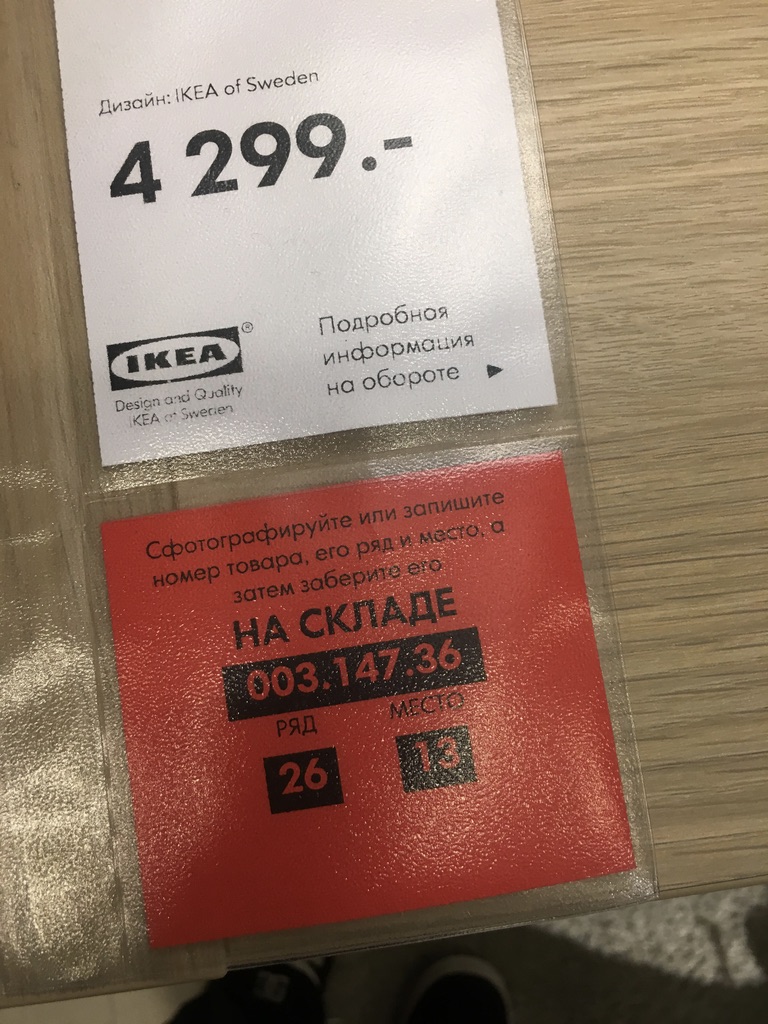 Дизайн: IKEA of Sweden
4 299.-
IKEA®
Design and Quality
IKEA of Sweden
Подробная
информация
на обороте ▸
Сфотографируйте или запишите
номер товара, его ряд и место, а
затем заберите его
НА СКЛАДЕ
003.147.36
РЯД
МЕСТО
26
13